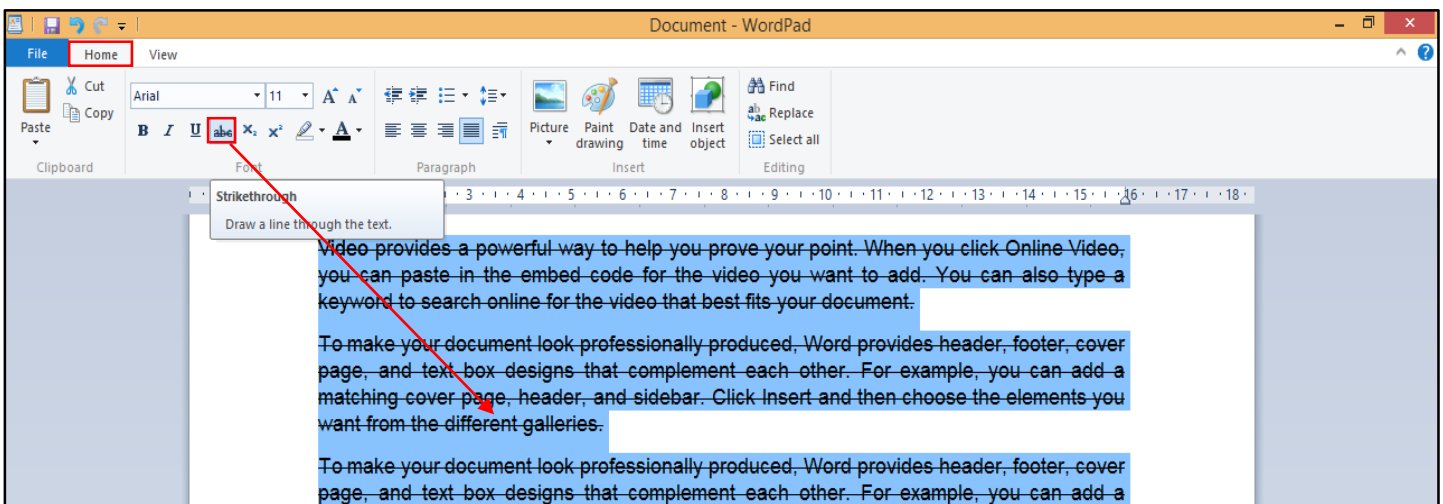 Document - WordPad
File Home View
Cut
Copy
Paste
Clipboard
Arial 11 A A
B I U abc X₂ x² A
Font
Paragraph
Picture Paint drawing Date and time Insert object
Insert
Find
Replace
Select all
Editing
3 4 5 6 7 8 9 10 11 12 13 14 15 16 17 18
Strikethrough
Draw a line through the text.
Video provides a powerful way to help you prove your point. When you click Online Video,
you can paste in the embed code for the video you want to add. You can also type a
keyword to search online for the video that best fits your document.
To make your document look professionally produced, Word provides header, footer, cover
page, and text box designs that complement each other. For example, you can add a
matching cover page, header, and sidebar. Click Insert and then choose the elements you
want from the different galleries.
To make your document look professionally produced, Word provides header, footer, cover
page, and text box designs that complement each other. For example, you can add a